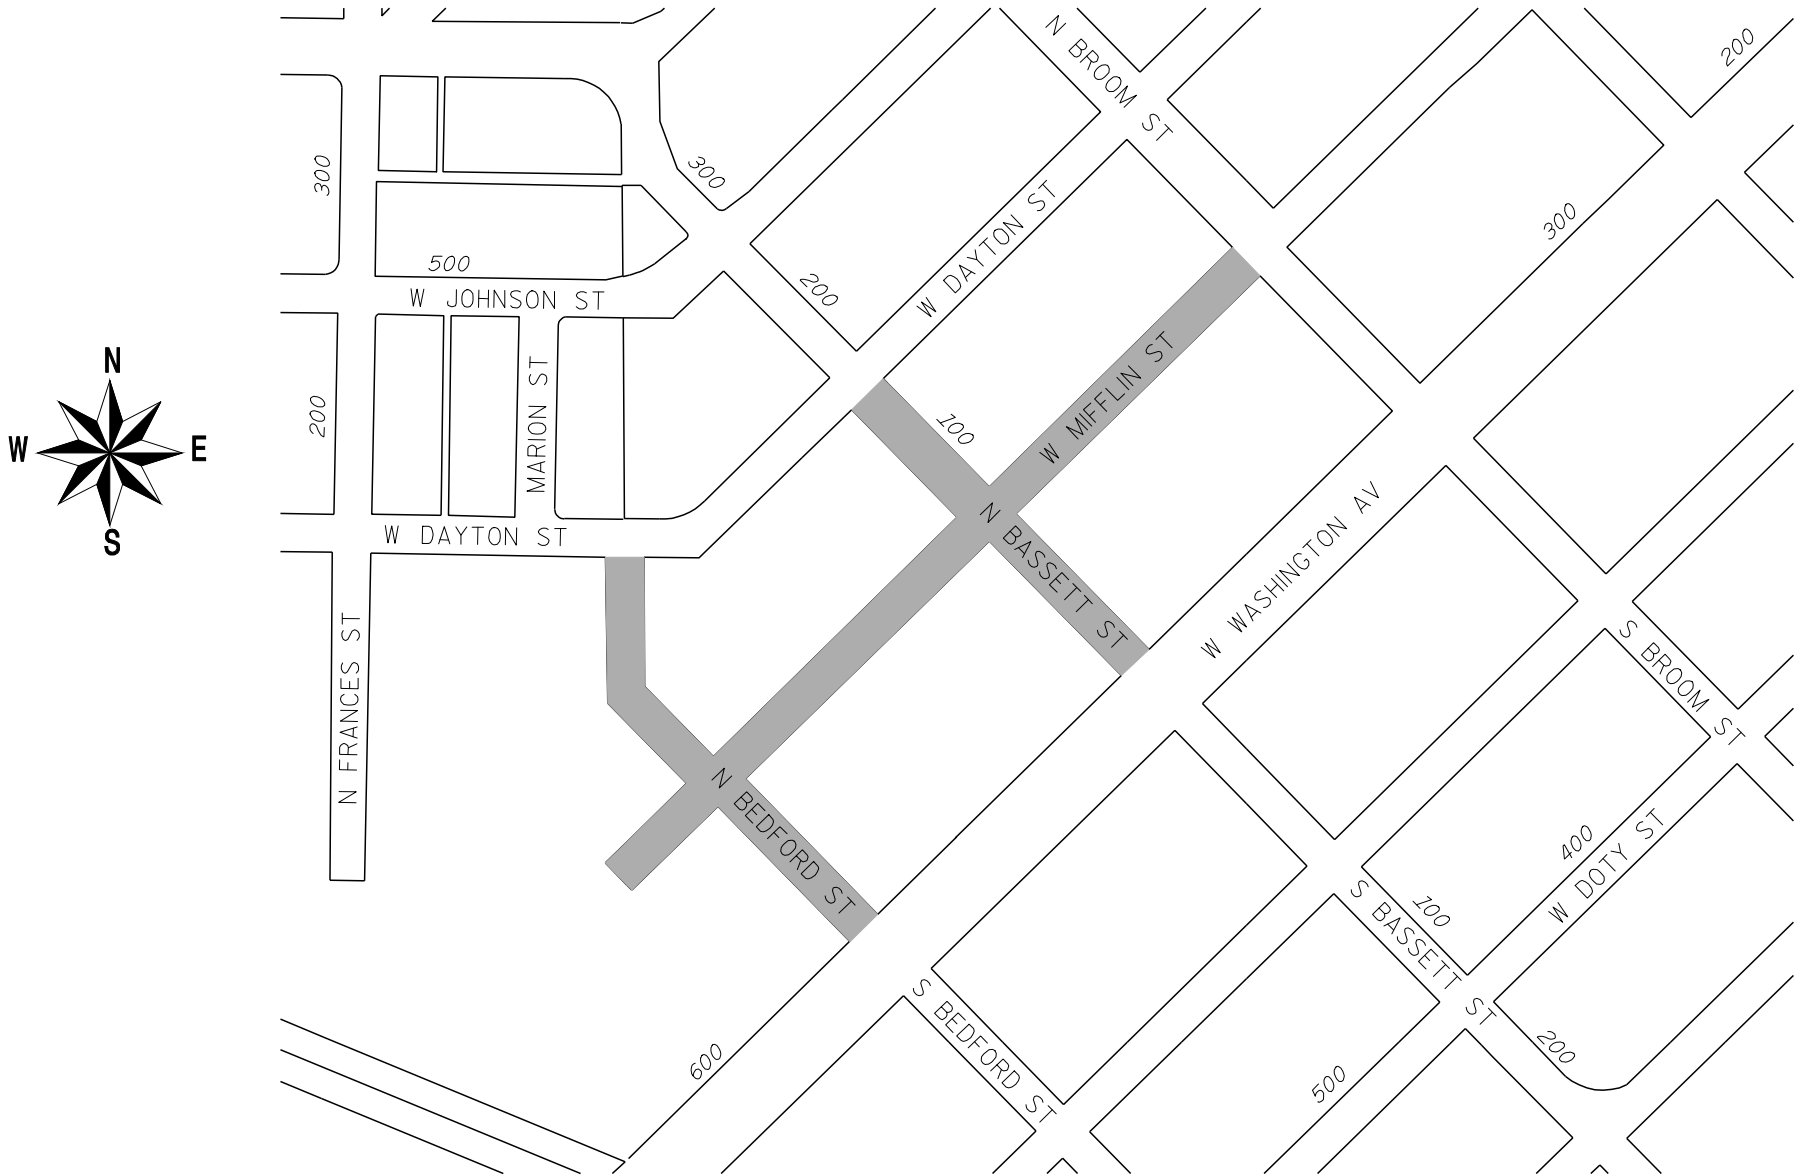 N BROOM ST
200
300
300
300
W DAYTON ST
500
W JOHNSON ST
200
W MIFFLIN ST
N
W
E
S
200
MARION ST
100
W DAYTON ST
N BASSETT ST
W WASHINGTON AV
N FRANCES ST
S BROOM ST
N BEDFORD ST
400
W DOTY ST
S BASSETT ST
100
S BEDFORD ST
600
500
200